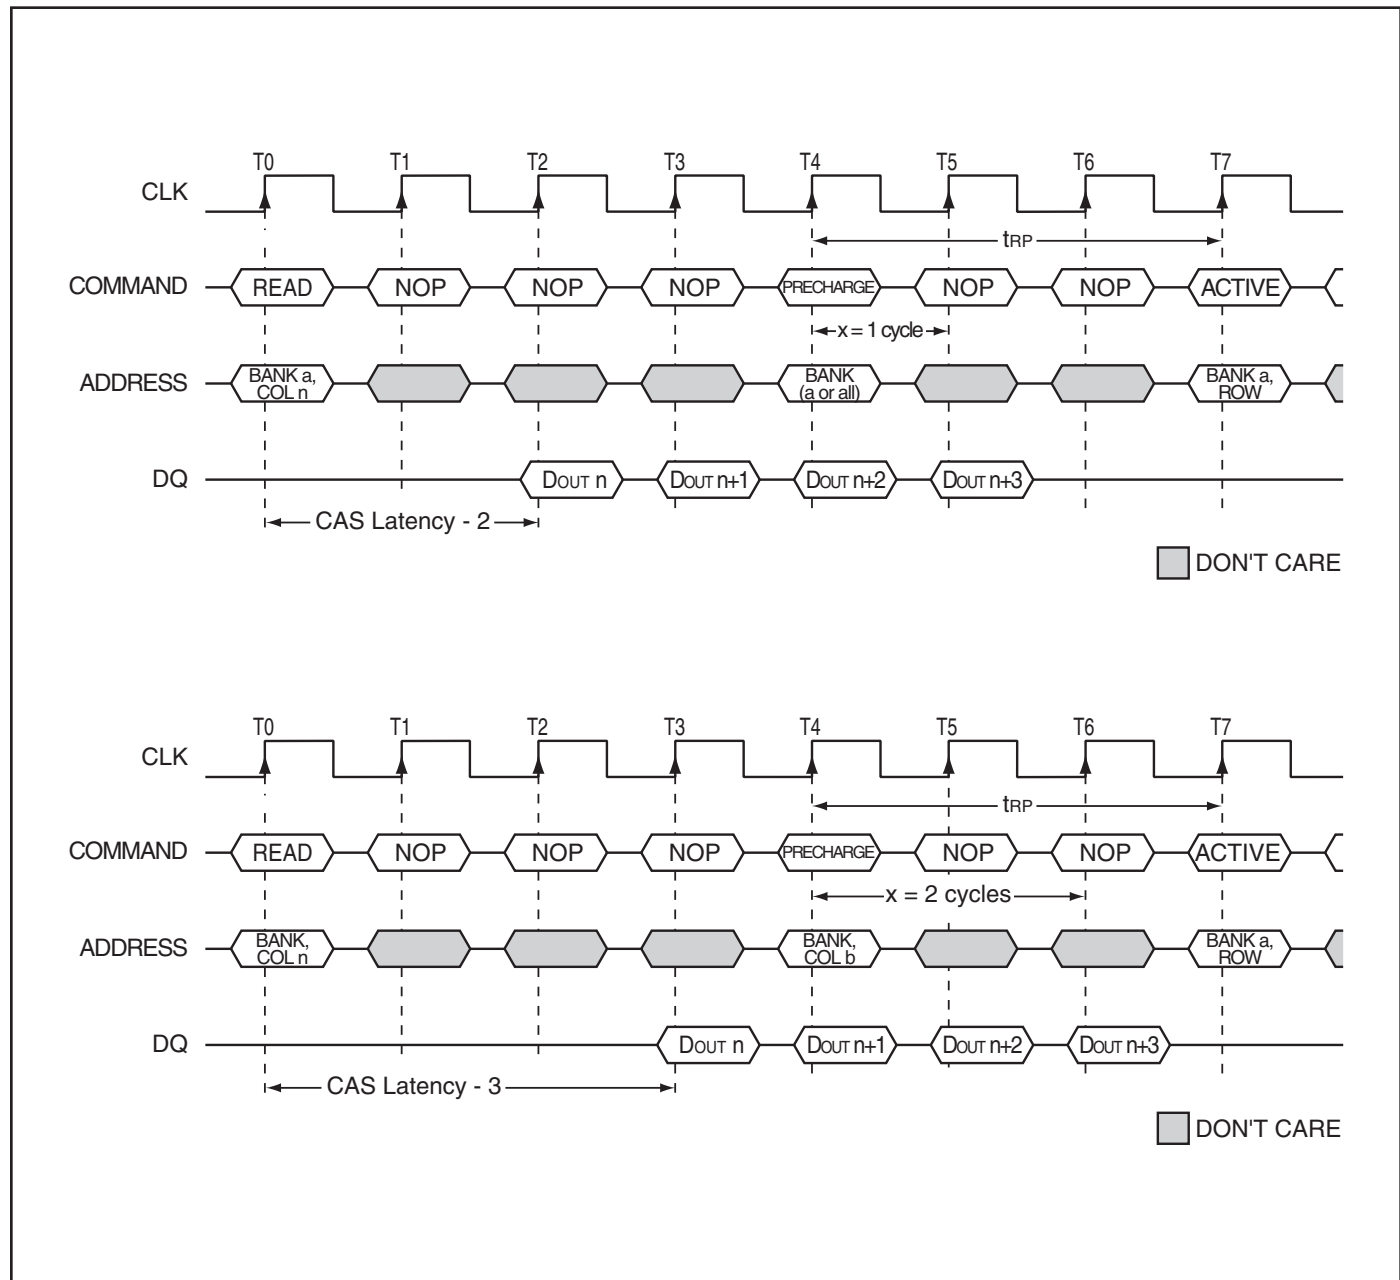 T0 T1 T2 T3 T4 T5 T6 T7
CLK
tRP
COMMAND READ NOP NOP NOP PRECHARGE NOP NOP ACTIVE
x = 1 cycle
ADDRESS BANK a, COL n BANK (a or all) BANK a, ROW
DQ DOUT n DOUT n+1 DOUT n+2 DOUT n+3
CAS Latency - 2
DON'T CARE
T0 T1 T2 T3 T4 T5 T6 T7
CLK
tRP
COMMAND READ NOP NOP NOP PRECHARGE NOP NOP ACTIVE
x = 2 cycles
ADDRESS BANK, COL n BANK, COL b BANK a, ROW
DQ DOUT n DOUT n+1 DOUT n+2 DOUT n+3
CAS Latency - 3
DON'T CARE